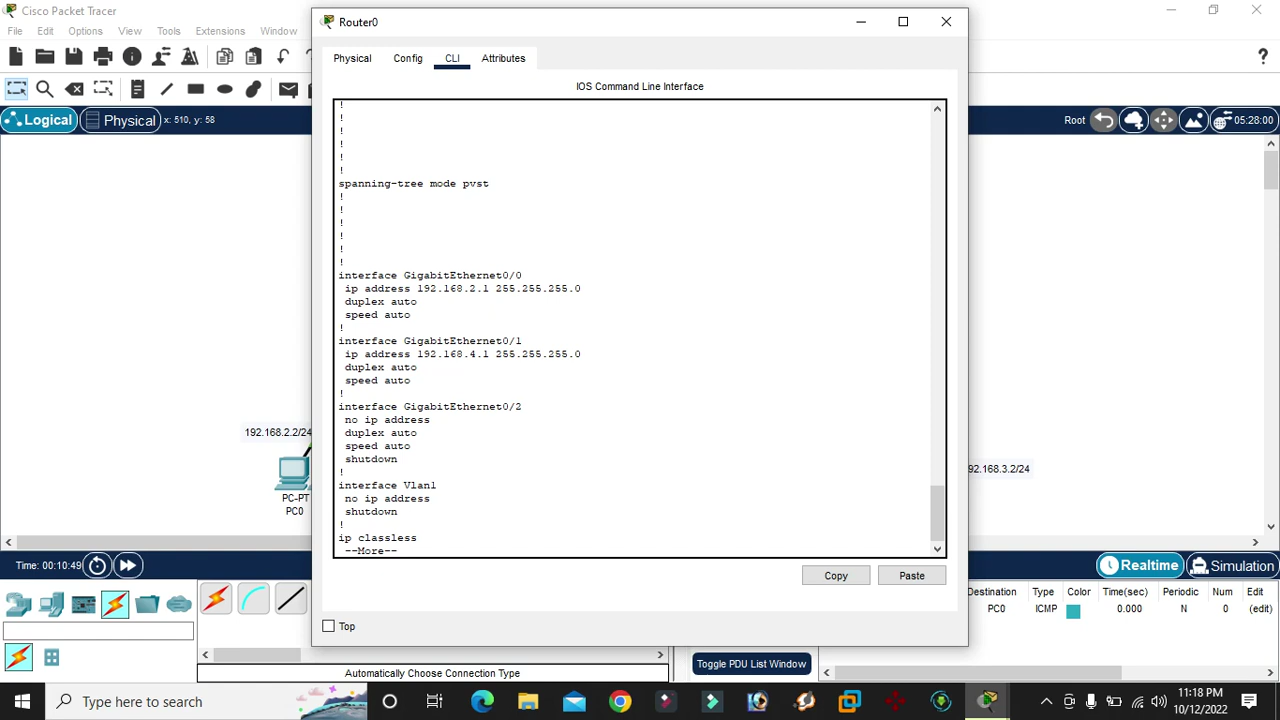 Cisco Packet Tracer
File Edit Options View Tools Extensions Window
Logical Physical x: 510, y: 58
Root 05:28:00
Router0
Physical Config CLI Attributes
IOS Command Line Interface
!
!
!
!
!
!
spanning-tree mode pvst
!
!
!
!
!
!
interface GigabitEthernet0/0
ip address 192.168.2.1 255.255.255.0
duplex auto
speed auto
!
interface GigabitEthernet0/1
ip address 192.168.4.1 255.255.255.0
duplex auto
speed auto
!
interface GigabitEthernet0/2
no ip address
duplex auto
speed auto
shutdown
!
interface Vlan1
no ip address
shutdown
!
ip classless
--More--
Copy Paste
Top
192.168.2.2/24
PC-PT
PC0
92.168.3.2/24
Time: 00:10:49
Realtime Simulation
Automatically Choose Connection Type
Toggle PDU List Window
Destination Type Color Time(sec) Periodic Num Edit
PC0 ICMP 0.000 N 0 (edit)
Type here to search
11:18 PM
10/12/2022